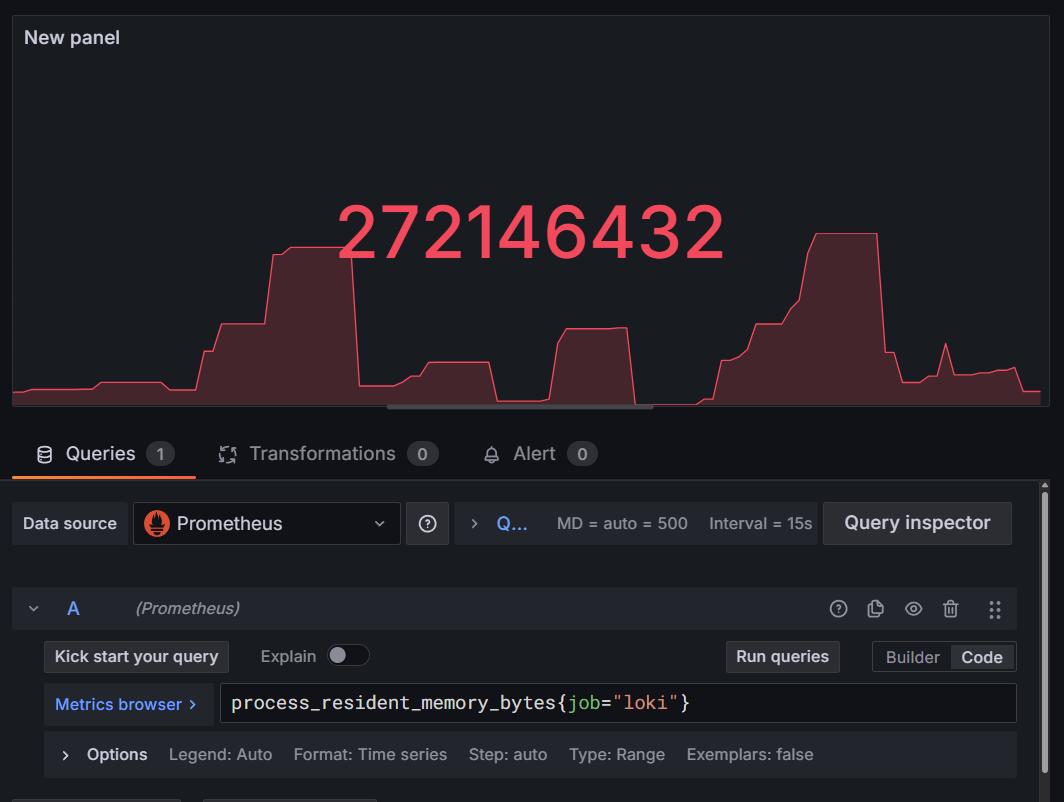 New panel
272146432
Queries 1 Transformations 0 Alert 0
Data source Prometheus Q... MD = auto = 500 Interval = 15s Query inspector
A (Prometheus)
Kick start your query Explain Run queries Builder Code
Metrics browser > process_resident_memory_bytes{job="loki"}
> Options Legend: Auto Format: Time series Step: auto Type: Range Exemplars: false